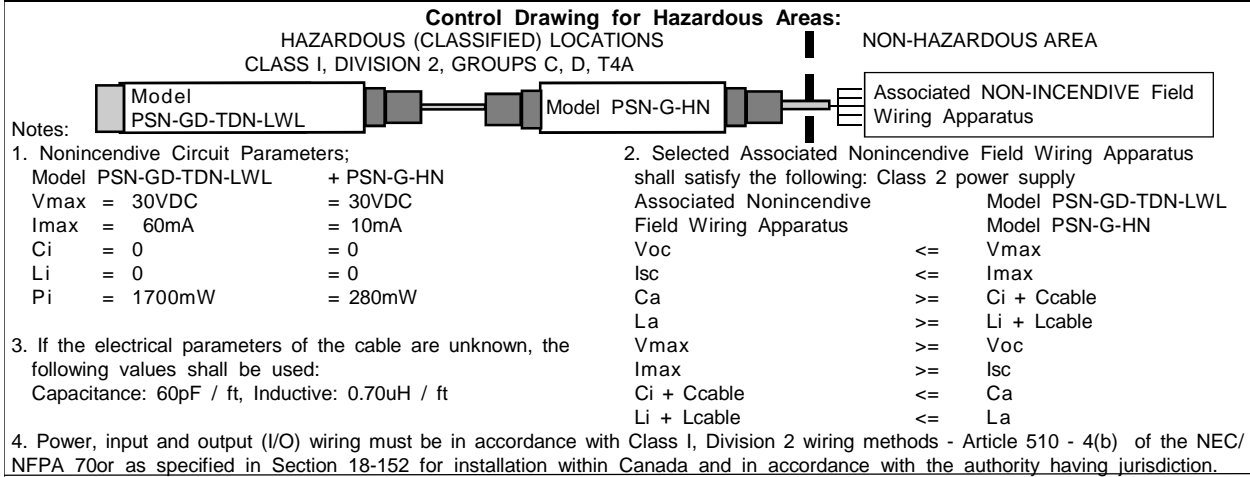 Control Drawing for Hazardous Areas:
HAZARDOUS (CLASSIFIED) LOCATIONS
CLASS I, DIVISION 2, GROUPS C, D, T4A
NON-HAZARDOUS AREA
Model
PSN-GD-TDN-LWL
Model PSN-G-HN
Associated NON-INCENDIVE Field
Wiring Apparatus
Notes:
1. Nonincendive Circuit Parameters;
Model PSN-GD-TDN-LWL + PSN-G-HN
Vmax = 30VDC = 30VDC
Imax = 60mA = 10mA
Ci = 0 = 0
Li = 0 = 0
Pi = 1700mW = 280mW
3. If the electrical parameters of the cable are unknown, the
following values shall be used:
Capacitance: 60pF / ft, Inductive: 0.70uH / ft
2. Selected Associated Nonincendive Field Wiring Apparatus
shall satisfy the following: Class 2 power supply
Associated Nonincendive Model PSN-GD-TDN-LWL
Field Wiring Apparatus Model PSN-G-HN
Voc <= Vmax
Isc <= Imax
Ca >= Ci + Ccable
La >= Li + Lcable
Vmax >= Voc
Imax >= Isc
Ci + Ccable <= Ca
Li + Lcable <= La
4. Power, input and output (I/O) wiring must be in accordance with Class I, Division 2 wiring methods - Article 510 - 4(b) of the NEC/
NFPA 70or as specified in Section 18-152 for installation within Canada and in accordance with the authority having jurisdiction.